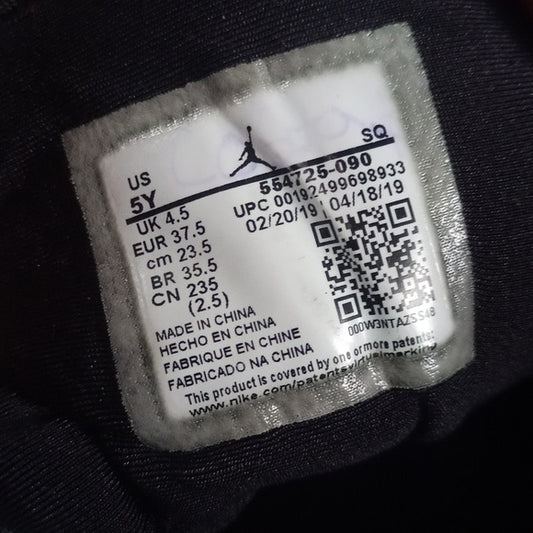 US SQ
5Y 554725-090
UK 4.5 UPC 00192499698933
EUR 37.5 02/20/19 04/18/19
cm 23.5
BR 35.5
CN 235
(2.5)
000W3NTAZSS48
MADE IN CHINA
HECHO EN CHINA
FABRIQUE EN CHINE
FABRICADO NA CHINA
This product is covered by one or more patents:
www.nike.com/patentsvirtualmarking